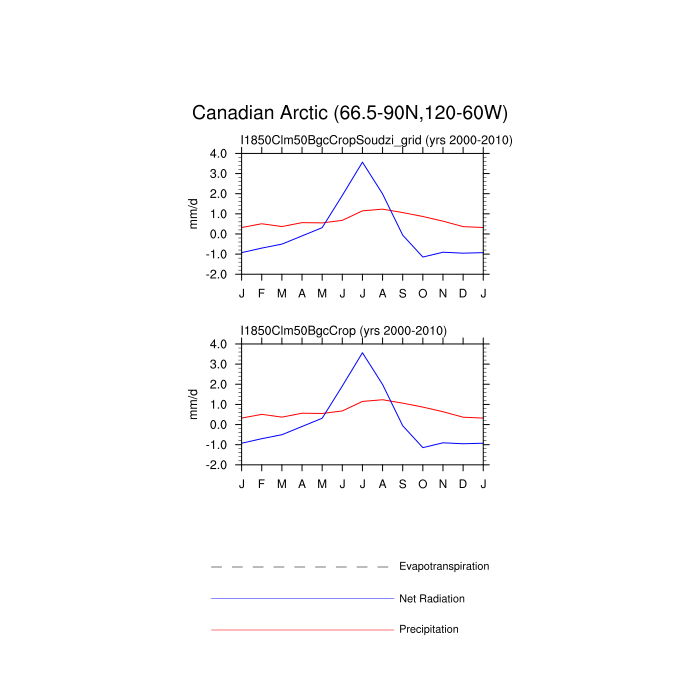 Canadian Arctic (66.5-90N,120-60W)
I1850Clm50BgcCropSoudzi_grid (yrs 2000-2010)
4.0
3.0
2.0
1.0
0.0
-1.0
-2.0
mm/d
J F M A M J J A S O N D J
I1850Clm50BgcCrop (yrs 2000-2010)
4.0
3.0
2.0
1.0
0.0
-1.0
-2.0
mm/d
J F M A M J J A S O N D J
Evapotranspiration
Net Radiation
Precipitation